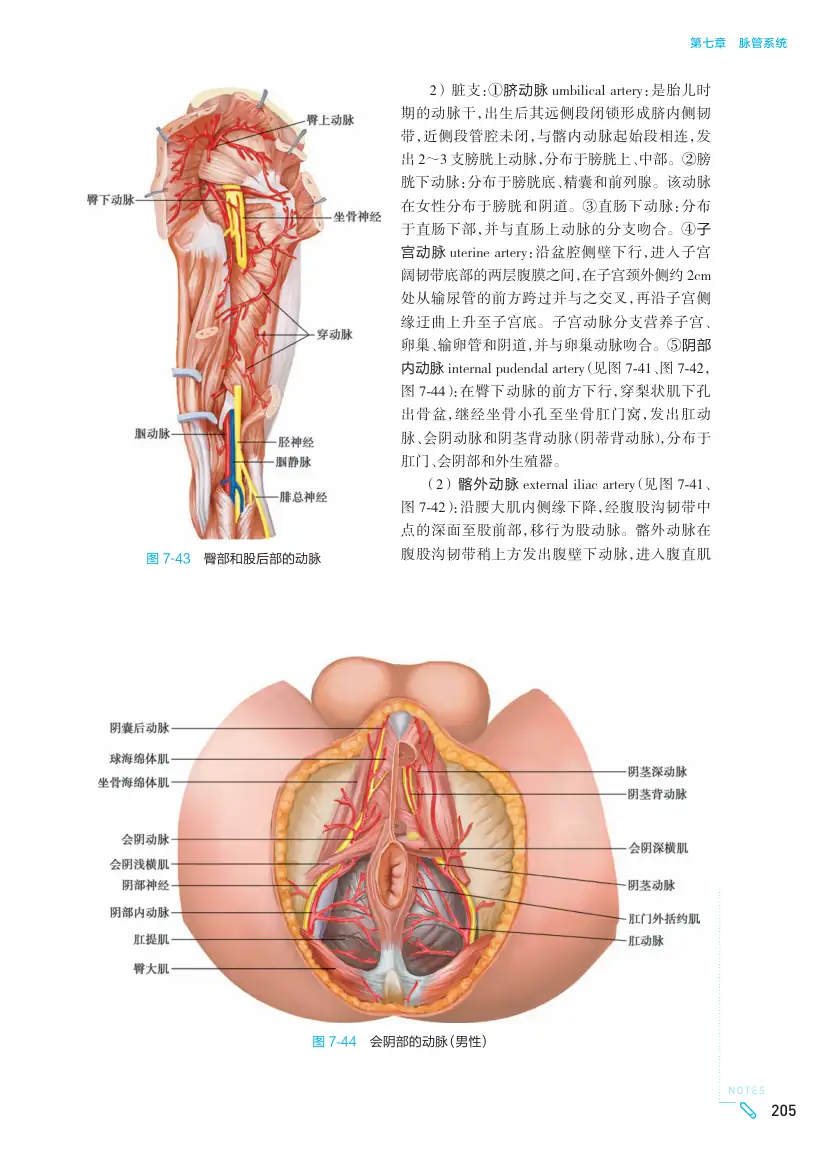 第七章 脉管系统
臀上动脉
臀下动脉
坐骨神经
穿动脉
腘动脉
胫神经
腘静脉
腓总神经
图 7-43 臀部和股后部的动脉
2）脏支：①脐动脉 umbilical artery：是胎儿时
期的动脉干，出生后其远侧段闭锁形成脐内侧韧
带，近侧段管腔未闭，与髂内动脉起始段相连，发
出 2～3 支膀胱上动脉，分布于膀胱上、中部。②膀
胱下动脉：分布于膀胱底、精囊和前列腺。该动脉
在女性分布于膀胱和阴道。③直肠下动脉：分布
于直肠下部，并与直肠上动脉的分支吻合。④子
宫动脉 uterine artery：沿盆腔侧壁下行，进入子宫
阔韧带底部的两层腹膜之间，在子宫颈外侧约 2cm
处从输尿管的前方跨过并与之交叉，再沿子宫侧
缘迂曲上升至子宫底。子宫动脉分支营养子宫、
卵巢、输卵管和阴道，并与卵巢动脉吻合。⑤阴部
内动脉 internal pudendal artery（见图 7-41、图 7-42，
图 7-44）：在臀下动脉的前方下行，穿梨状肌下孔
出骨盆，继经坐骨小孔至坐骨肛门窝，发出肛动
脉、会阴动脉和阴茎背动脉（阴蒂背动脉），分布于
肛门、会阴部和外生殖器。
（2）髂外动脉 external iliac artery（见图 7-41、
图 7-42）：沿腰大肌内侧缘下降，经腹股沟韧带中
点的深面至股前部，移行为股动脉。髂外动脉在
腹股沟韧带稍上方发出腹壁下动脉，进入腹直肌
阴囊后动脉
球海绵体肌
坐骨海绵体肌
会阴动脉
会阴浅横肌
阴部神经
阴部内动脉
肛提肌
臀大肌
阴茎深动脉
阴茎背动脉
会阴深横肌
阴茎动脉
肛门外括约肌
肛动脉
图 7-44 会阴部的动脉（男性）
NOTES
205